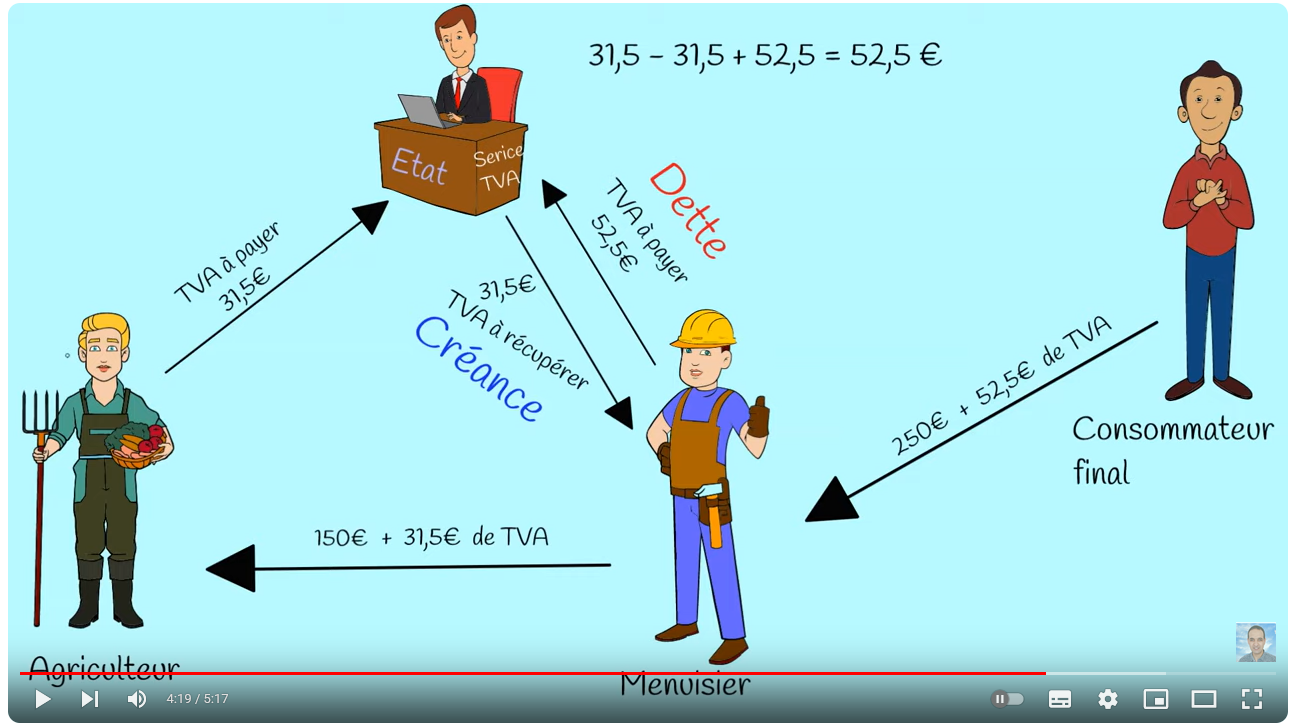 31,5 - 31,5 + 52,5 = 52,5 €
Etat
Serice
TVA
Dette
TVA à payer
52,5€
TVA à payer
31,5€
31,5€
TVA à récupérer
Créance
250€ + 52,5€ de TVA
Consommateur
final
150€ + 31,5€ de TVA
Agriculteur
Menuisier
4:19 / 5:17